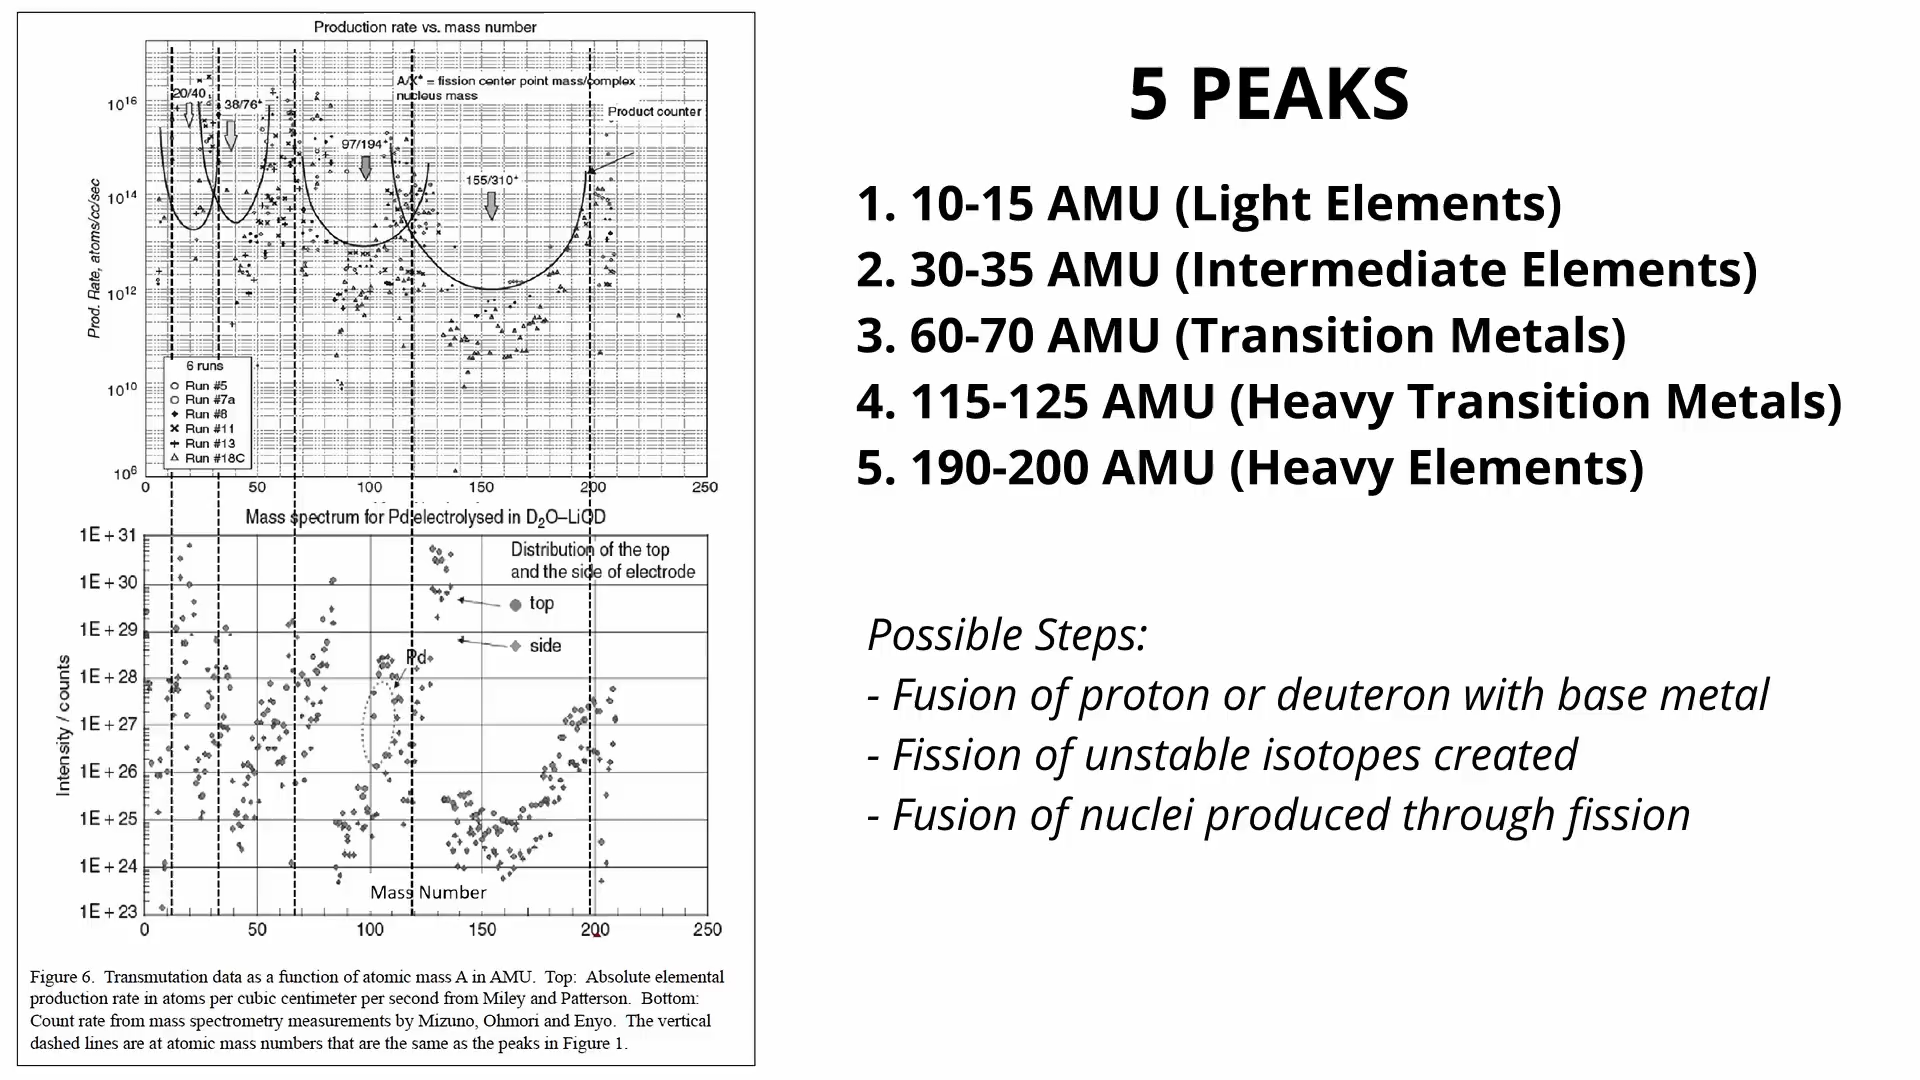 Production rate vs. mass number
A/X* = fission center point mass/complex
nucleus mass
Product counter
20/40
38/76*
97/194*
155/310*
Prod. Rate, atoms/cc/sec
10^16
10^14
10^12
10^10
10^6
6 runs
Run #5
Run #7a
Run #8
Run #11
Run #13
Run #18C
0 50 100 150 200 250
Mass spectrum for Pd electrolysed in D₂O–LiOD
Distribution of the top
and the side of electrode
top
side
Pd
Intensity / counts
1E + 31
1E + 30
1E + 29
1E + 28
1E + 27
1E + 26
1E + 25
1E + 24
1E + 23
Mass Number
0 50 100 150 200 250
Figure 6. Transmutation data as a function of atomic mass A in AMU. Top: Absolute elemental
production rate in atoms per cubic centimeter per second from Miley and Patterson. Bottom:
Count rate from mass spectrometry measurements by Mizuno, Ohmori and Enyo. The vertical
dashed lines are at atomic mass numbers that are the same as the peaks in Figure 1.
5 PEAKS
1. 10-15 AMU (Light Elements)
2. 30-35 AMU (Intermediate Elements)
3. 60-70 AMU (Transition Metals)
4. 115-125 AMU (Heavy Transition Metals)
5. 190-200 AMU (Heavy Elements)
Possible Steps:
- Fusion of proton or deuteron with base metal
- Fission of unstable isotopes created
- Fusion of nuclei produced through fission